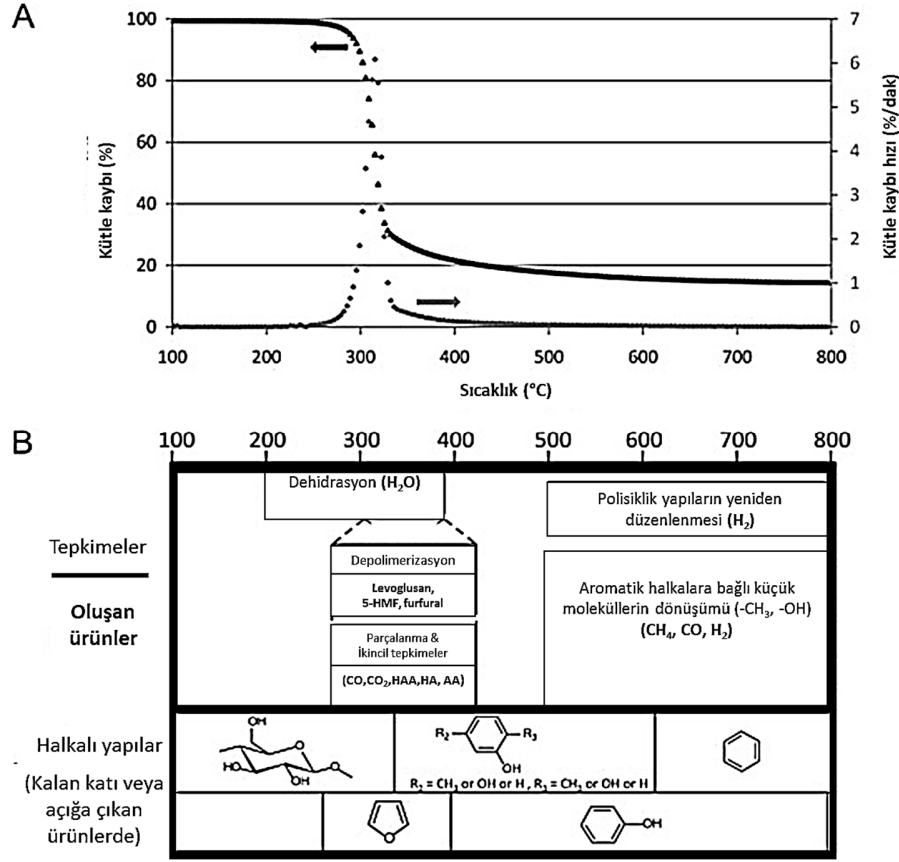 A
Kütle kaybı (%)
100
80
60
40
20
0
7
6
5
4
3
2
1
0
Kütle kaybı hızı (%/dak)
100 200 300 400 500 600 700 800
Sıcaklık (°C)
B
100 200 300 400 500 600 700 800
Tepkimeler
Oluşan
ürünler
Dehidrasyon (H₂O)
Depolimerizasyon
Levoglusan,
5-HMF, furfural
Parçalanma &
İkincil tepkimeler
(CO,CO₂,HAA,HA, AA)
Polisiklik yapıların yeniden
düzenlenmesi (H₂)
Aromatik halkalara bağlı küçük
moleküllerin dönüşümü (-CH₃, -OH)
(CH₄, CO, H₂)
Halkalı yapılar
(Kalan katı veya
açığa çıkan
ürünlerde)
OH
O
HO
OH
O
R₂
R₃
OH
R₂ = CH₃ or OH or H , R₃ = CH₃ or OH or H
O
OH